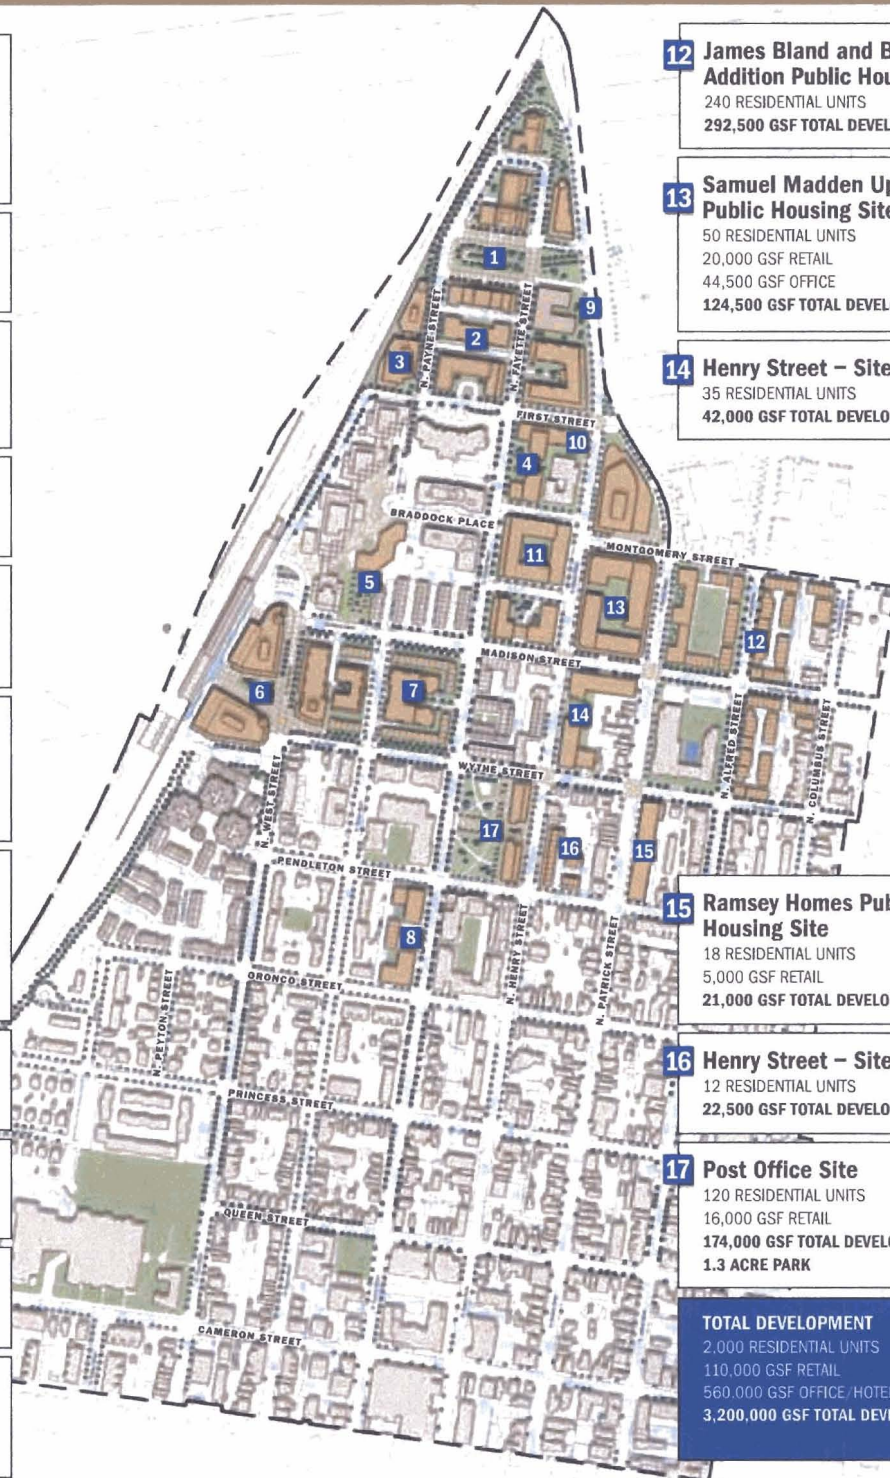 12 James Bland and B
Addition Public Hou
240 RESIDENTIAL UNITS
292,500 GSF TOTAL DEVEL
13 Samuel Madden Up
Public Housing Site
50 RESIDENTIAL UNITS
20,000 GSF RETAIL
44,500 GSF OFFICE
124,500 GSF TOTAL DEVEL
14 Henry Street – Site
35 RESIDENTIAL UNITS
42,000 GSF TOTAL DEVELO
1
9
N. PAYNE STREET
N. FAYETTE STREET
2
3
FIRST STREET
10
4
BRADDOCK PLACE
11
MONTGOMERY STREET
5
13
12
MADISON STREET
6
7
14
N. ALFRED STREET
N. COLUMBUS STREET
WYTHE STREET
N. WEST STREET
17
16
15
PENDLETON STREET
8
N. HENRY STREET
N. PATRICK STREET
ORONCO STREET
N. PEYTON STREET
PRINCESS STREET
QUEEN STREET
CAMERON STREET
15 Ramsey Homes Pub
Housing Site
18 RESIDENTIAL UNITS
5,000 GSF RETAIL
21,000 GSF TOTAL DEVELO
16 Henry Street – Site
12 RESIDENTIAL UNITS
22,500 GSF TOTAL DEVELO
17 Post Office Site
120 RESIDENTIAL UNITS
16,000 GSF RETAIL
174,000 GSF TOTAL DEVELO
1.3 ACRE PARK
TOTAL DEVELOPMENT
2,000 RESIDENTIAL UNITS
110,000 GSF RETAIL
560,000 GSF OFFICE/HOTE
3,200,000 GSF TOTAL DEVE